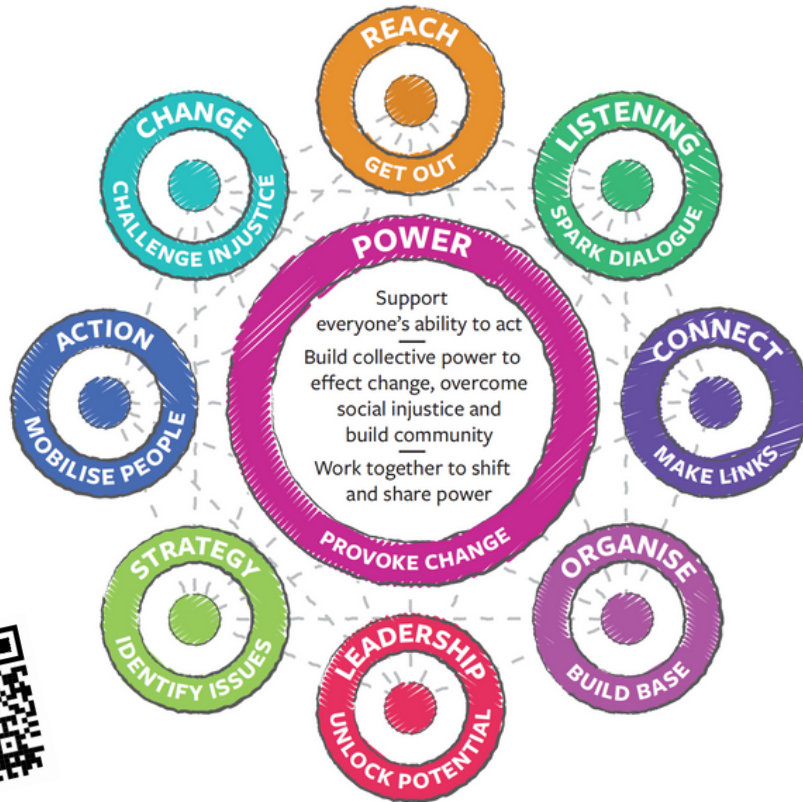 REACH
GET OUT
LISTENING
SPARK DIALOGUE
CONNECT
MAKE LINKS
ORGANISE
BUILD BASE
LEADERSHIP
UNLOCK POTENTIAL
STRATEGY
IDENTIFY ISSUES
ACTION
MOBILISE PEOPLE
CHANGE
CHALLENGE INJUSTICE
POWER
Support
everyone's ability to act
Build collective power to
effect change, overcome
social injustice and
build community
Work together to shift
and share power
PROVOKE CHANGE